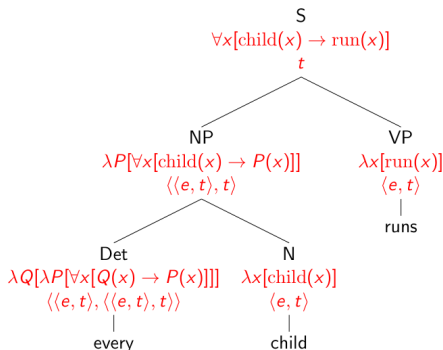 S
∀x[child(x) → run(x)]
t
NP VP
λP[∀x[child(x) → P(x)]] λx[run(x)]
⟨⟨e, t⟩, t⟩ ⟨e, t⟩
runs
Det N
λQ[λP[∀x[Q(x) → P(x)]]] λx[child(x)]
⟨⟨e, t⟩, ⟨⟨e, t⟩, t⟩⟩ ⟨e, t⟩
every child